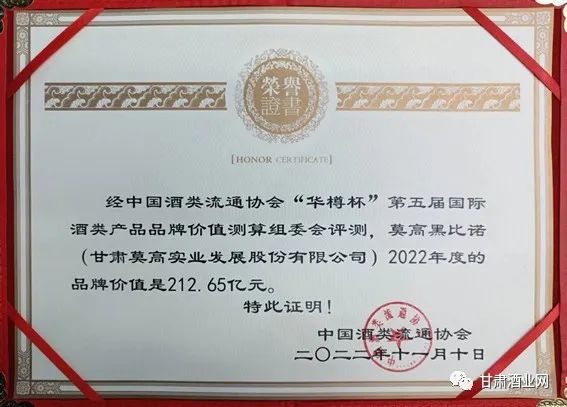 榮譽
證書
[HONOR CERTIFICATE]
经中国酒类流通协会“华樽杯”第五届国际
酒类产品品牌价值测算组委会评测，莫高黑比诺
（甘肃莫高实业发展股份有限公司）2022年度的
品牌价值是212.65亿元。
特此证明！
中国酒类流通协会
二〇二二年十一月十日
甘肃酒业网